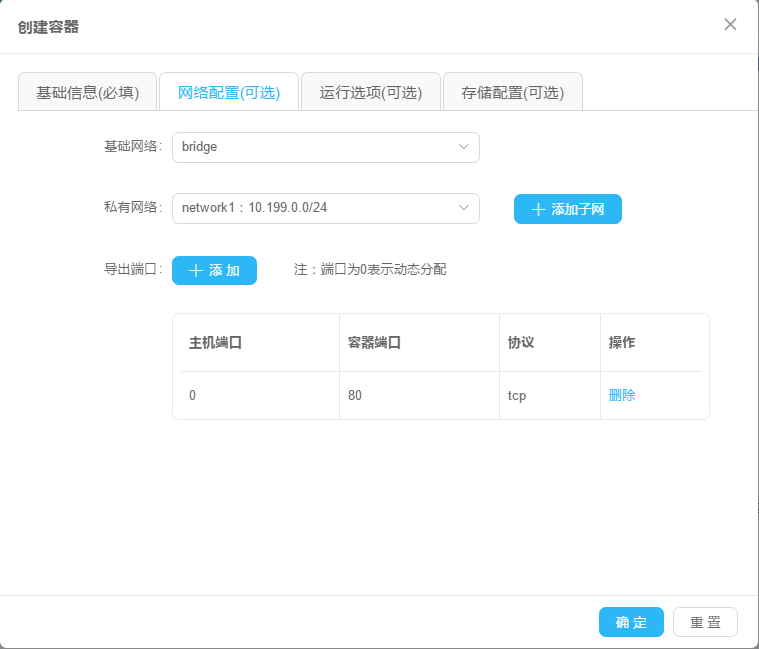 创建容器
基础信息(必填) 网络配置(可选) 运行选项(可选) 存储配置(可选)
基础网络: bridge
私有网络: network1 : 10.199.0.0/24 添加子网
导出端口: 添 加 注：端口为0表示动态分配
主机端口 容器端口 协议 操作
0 80 tcp 删除
确 定 重 置